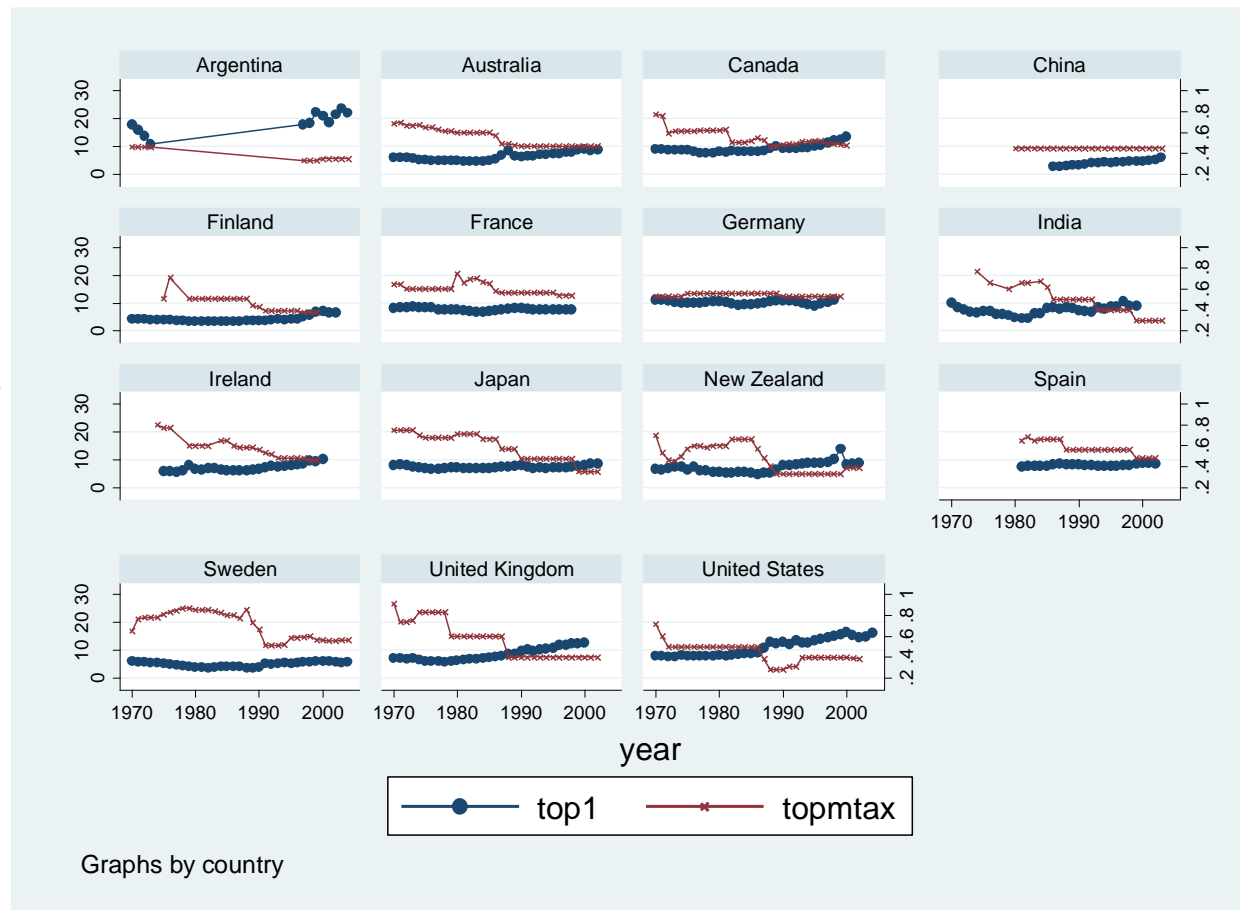 Argentina Australia Canada China
0 10 20 30 .2 .4 .6 .8 1
Finland France Germany India
0 10 20 30 .2 .4 .6 .8 1
Ireland Japan New Zealand Spain
0 10 20 30 .2 .4 .6 .8 1
1970 1980 1990 2000
Sweden United Kingdom United States
0 10 20 30 .2 .4 .6 .8 1
1970 1980 1990 2000 1970 1980 1990 2000 1970 1980 1990 2000
year
top1 topmtax
Graphs by country